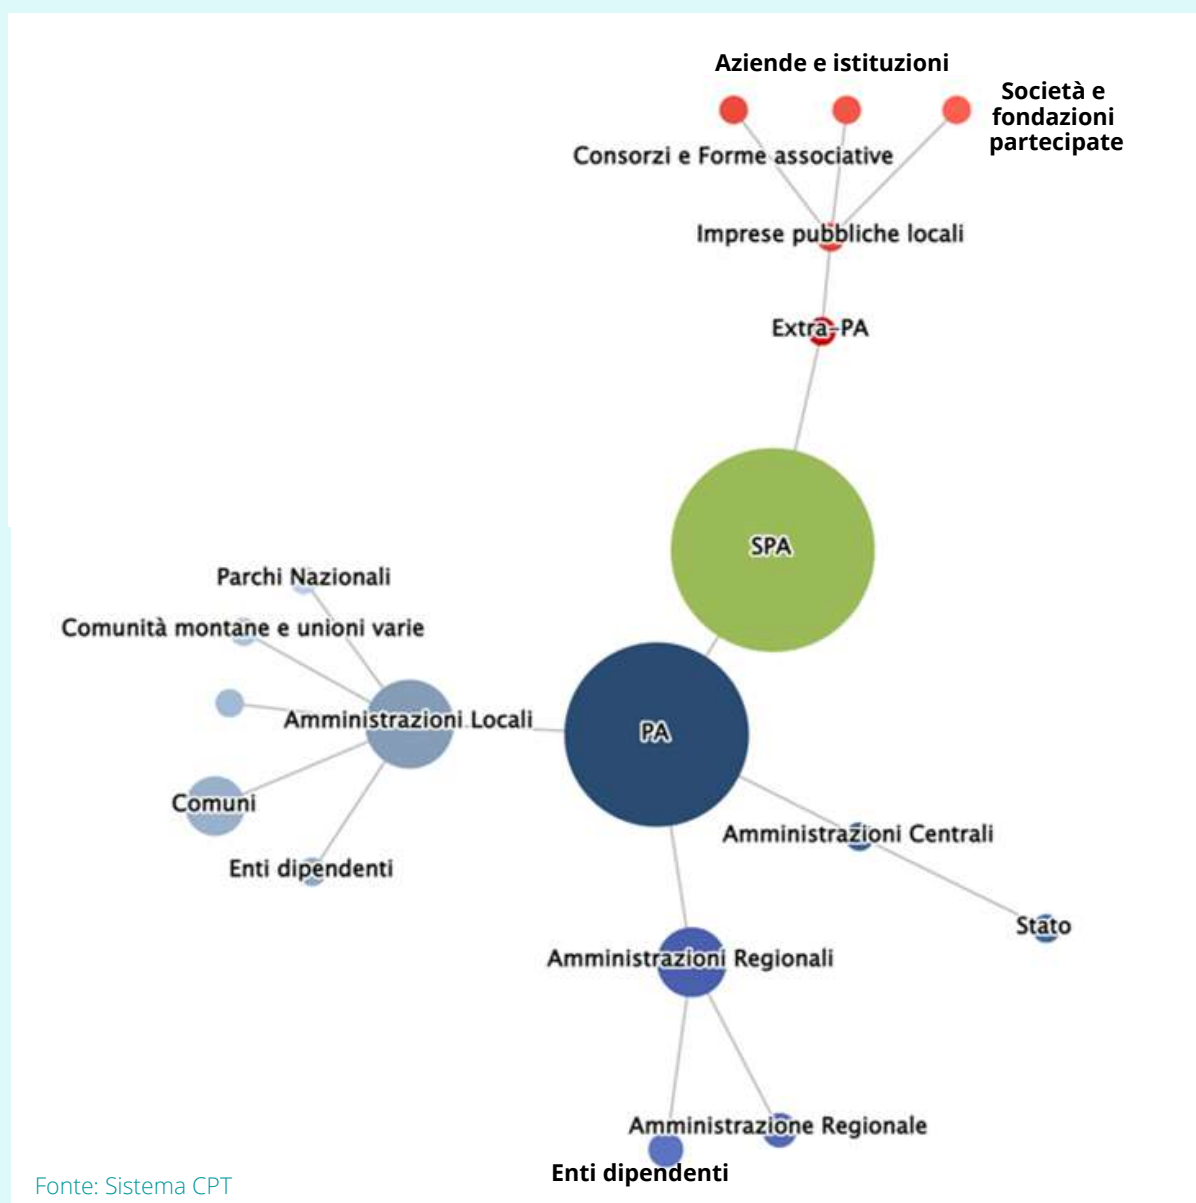 Aziende e istituzioni
Società e
fondazioni
partecipate
Consorzi e Forme associative
Imprese pubbliche locali
Extra-PA
SPA
Parchi Nazionali
Comunità montane e unioni varie
Amministrazioni Locali
PA
Comuni
Amministrazioni Centrali
Enti dipendenti
Stato
Amministrazioni Regionali
Amministrazione Regionale
Enti dipendenti
Fonte: Sistema CPT